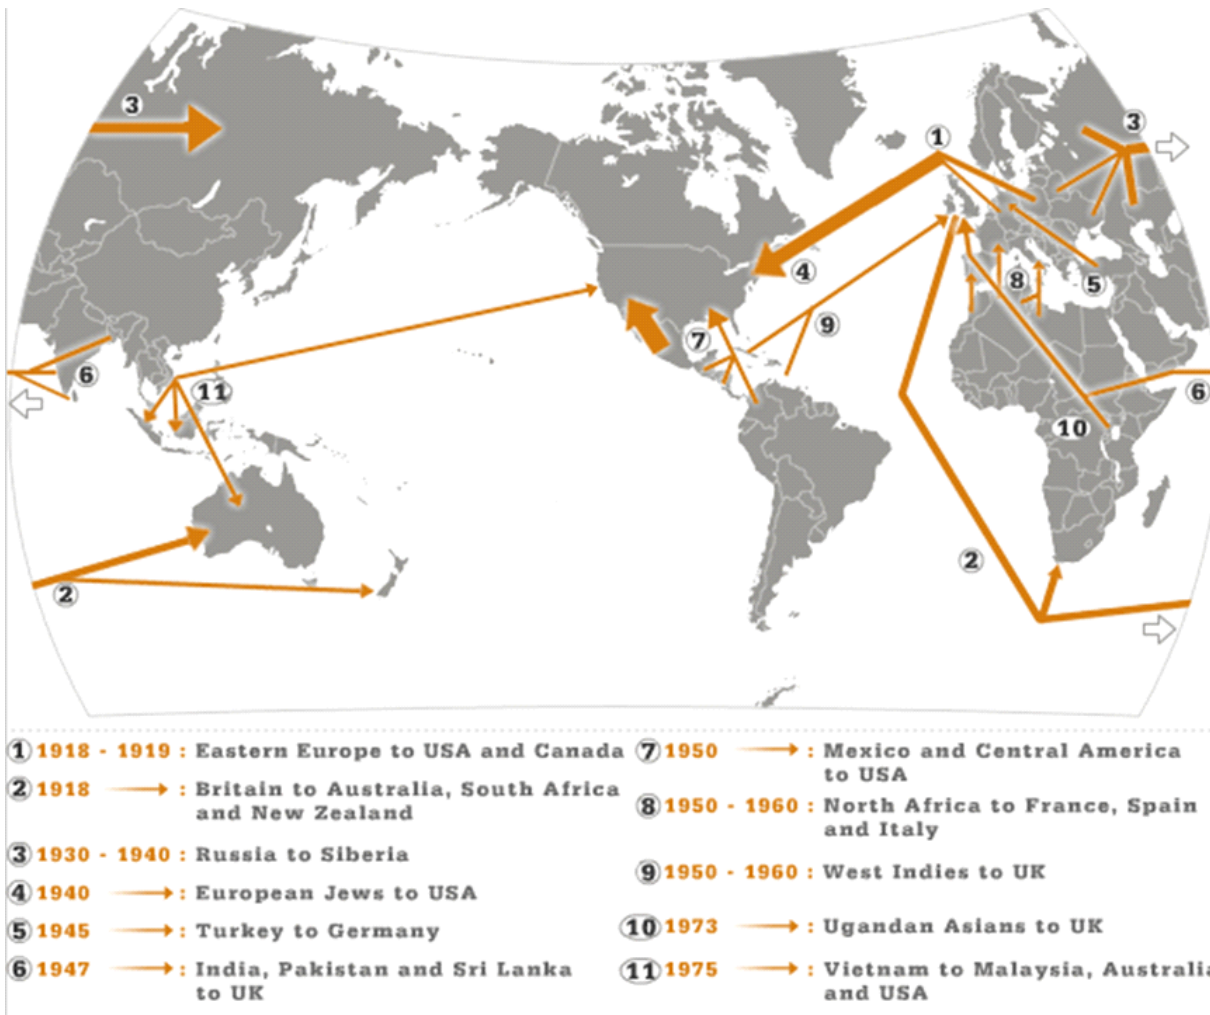 3
1
3
4
5
8
9
7
6
11
6
10
2
2
1 1918 - 1919 : Eastern Europe to USA and Canada
2 1918 : Britain to Australia, South Africa
and New Zealand
3 1930 - 1940 : Russia to Siberia
4 1940 : European Jews to USA
5 1945 : Turkey to Germany
6 1947 : India, Pakistan and Sri Lanka
to UK
7 1950 : Mexico and Central America
to USA
8 1950 - 1960 : North Africa to France, Spain
and Italy
9 1950 - 1960 : West Indies to UK
10 1973 : Ugandan Asians to UK
11 1975 : Vietnam to Malaysia, Australia
and USA